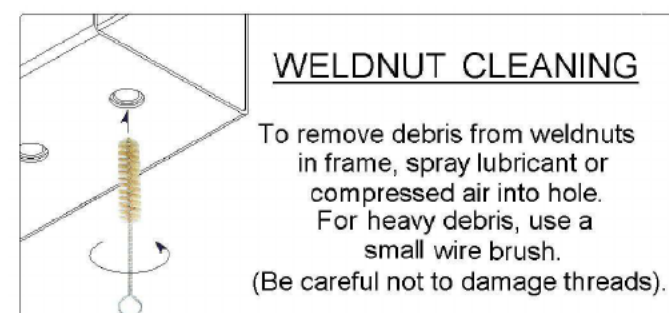 WELDNUT CLEANING
To remove debris from weldnuts
in frame, spray lubricant or
compressed air into hole.
For heavy debris, use a
small wire brush.
(Be careful not to damage threads).